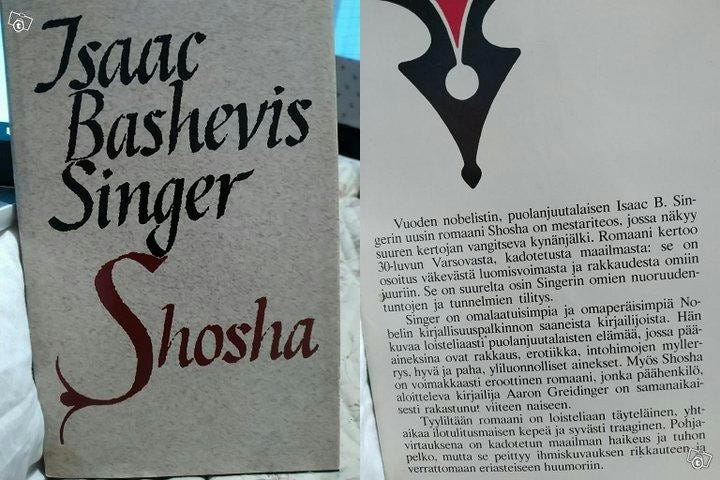 Isaac
Bashevis
Singer
Shosha
Vuoden nobelistin, puolanjuutalaisen Isaac B. Sin-
gerin uusin romaani Shosha on mestariteos, jossa näkyy
suuren kertojan vangitseva kynänjälki. Romaani kertoo
30-luvun Varsovasta, kadotetusta maailmasta: se on
osoitus väkevästä luomisvoimasta ja rakkaudesta omiin
juuriin. Se on suurelta osin Singerin omien nuoruuden-
tuntojen ja tunnelmien tilitys.
Singer on omalaatuisimpia ja omaperäisimpiä No-
belin kirjallisuuspalkinnon saaneista kirjailijoista. Hän
kuvaa loisteliaasti puolanjuutalaisten elämää, jossa pää-
aineksina ovat rakkaus, erotiikka, intohimojen myller-
rys, hyvä ja paha, yliluonnolliset ainekset. Myös Shosha
on voimakkaasti eroottinen romaani, jonka päähenkilö,
aloitteleva kirjailija Aaron Greidinger on samanaikai-
sesti rakastunut viiteen naiseen.
Tyyliltään romaani on loisteliaan täyteläinen, yht-
aikaa ilotulitusmaisen kepeä ja syvästi traaginen. Pohja-
virtauksena on kadotetun maailman haikeus ja tuhon
pelko, mutta se peittyy ihmiskuvauksen rikkauteen ja
verrattomaan eriasteiseen huumoriin.